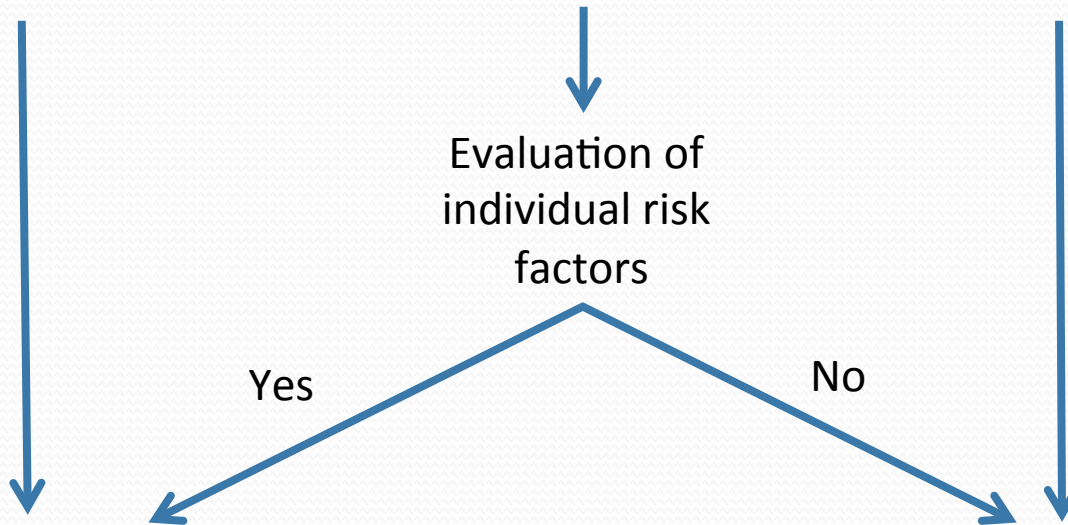 Evaluation of
individual risk
factors
Yes
No